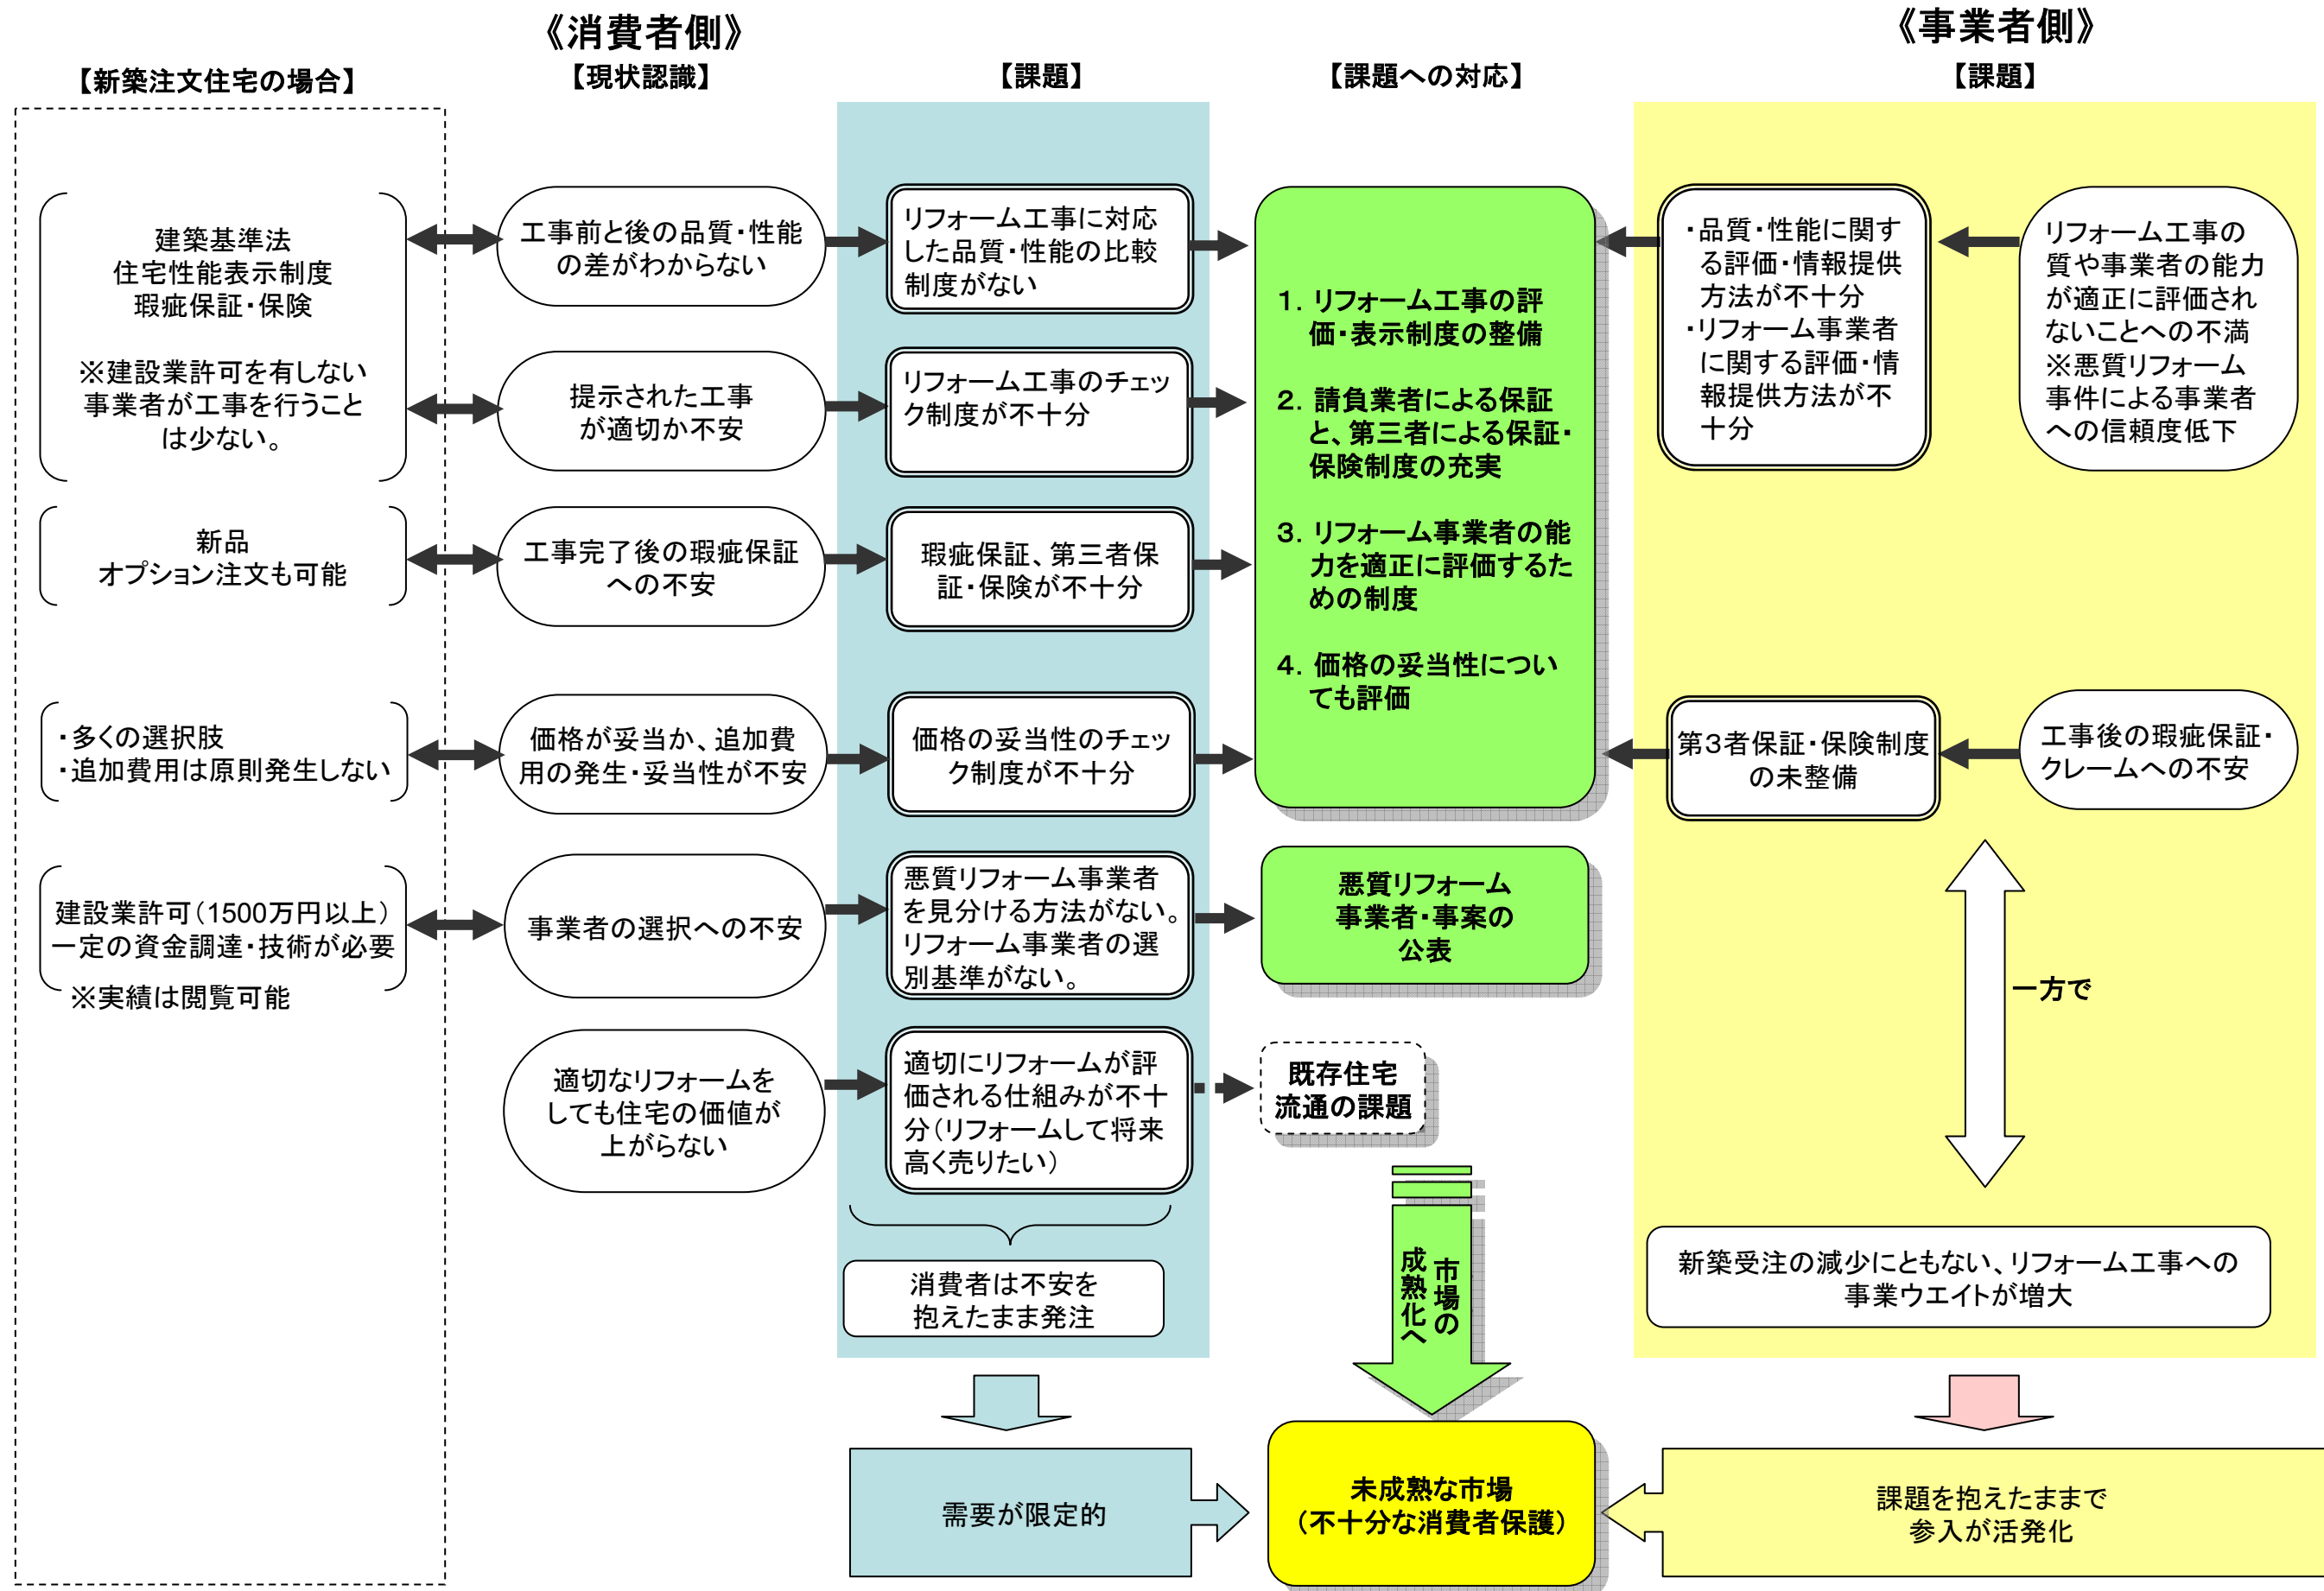 《消費者側》
《事業者側》
【新築注文住宅の場合】
【現状認識】
【課題】
【課題への対応】
【課題】
建築基準法
住宅性能表示制度
瑕疵保証・保険
※建設業許可を有しない
事業者が工事を行うこと
は少ない。
新品
オプション注文も可能
・多くの選択肢
・追加費用は原則発生しない
建設業許可(1500万円以上)
一定の資金調達・技術が必要
※実績は閲覧可能
工事前と後の品質・性能
の差がわからない
提示された工事
が適切か不安
工事完了後の瑕疵保証
への不安
価格が妥当か、追加費
用の発生・妥当性が不安
事業者の選択への不安
適切なリフォームを
しても住宅の価値が
上がらない
リフォーム工事に対応
した品質・性能の比較
制度がない
リフォーム工事のチェッ
ク制度が不十分
瑕疵保証、第三者保
証・保険が不十分
価格の妥当性のチェッ
ク制度が不十分
悪質リフォーム事業者
を見分ける方法がない。
リフォーム事業者の選
別基準がない。
適切にリフォームが評
価される仕組みが不十
分(リフォームして将来
高く売りたい)
消費者は不安を
抱えたまま発注
需要が限定的
1. リフォーム工事の評
価・表示制度の整備
2. 請負業者による保証
と、第三者による保証・
保険制度の充実
3. リフォーム事業者の能
力を適正に評価するた
めの制度
4. 価格の妥当性につい
ても評価
悪質リフォーム
事業者・事案の
公表
既存住宅
流通の課題
市場の
成熟化へ
未成熟な市場
(不十分な消費者保護)
・品質・性能に関す
る評価・情報提供
方法が不十分
・リフォーム事業者
に関する評価・情
報提供方法が不
十分
リフォーム工事の
質や事業者の能力
が適正に評価され
ないことへの不満
※悪質リフォーム
事件による事業者
への信頼度低下
第3者保証・保険制度
の未整備
工事後の瑕疵保証・
クレームへの不安
一方で
新築受注の減少にともない、リフォーム工事への
事業ウエイトが増大
課題を抱えたままで
参入が活発化